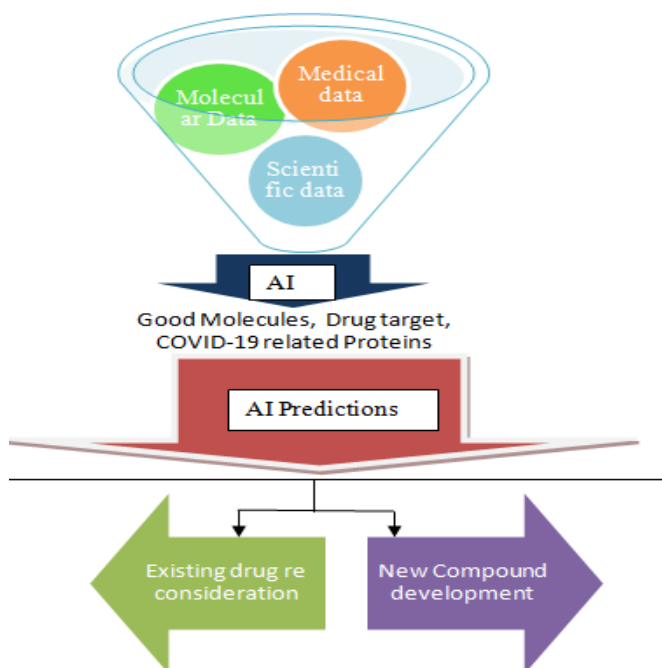 Medical
data
Molecul
ar Data
Scienti
fic data
AI
Good Molecules, Drug target,
COVID-19 related Proteins
AI Predictions
Existing drug re
consideration
New Compound
development